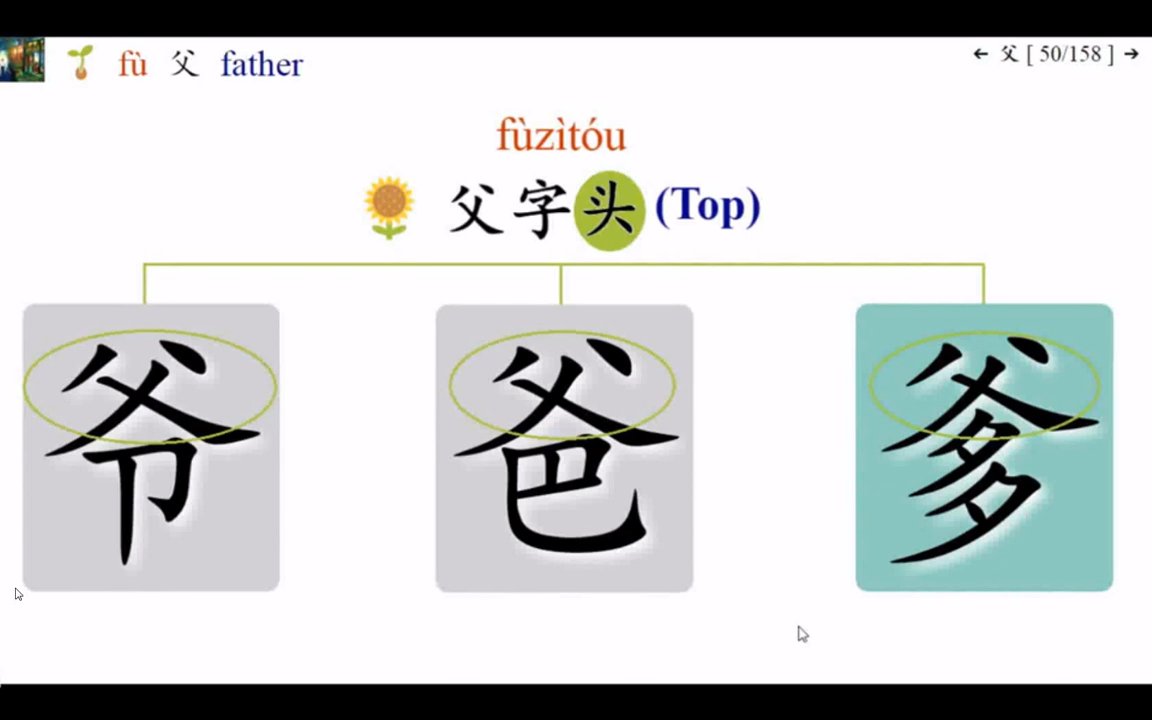 fù 父 father
← 父 [ 50/158 ] →
fùzìtóu
父字头 (Top)
爷 爸 爹